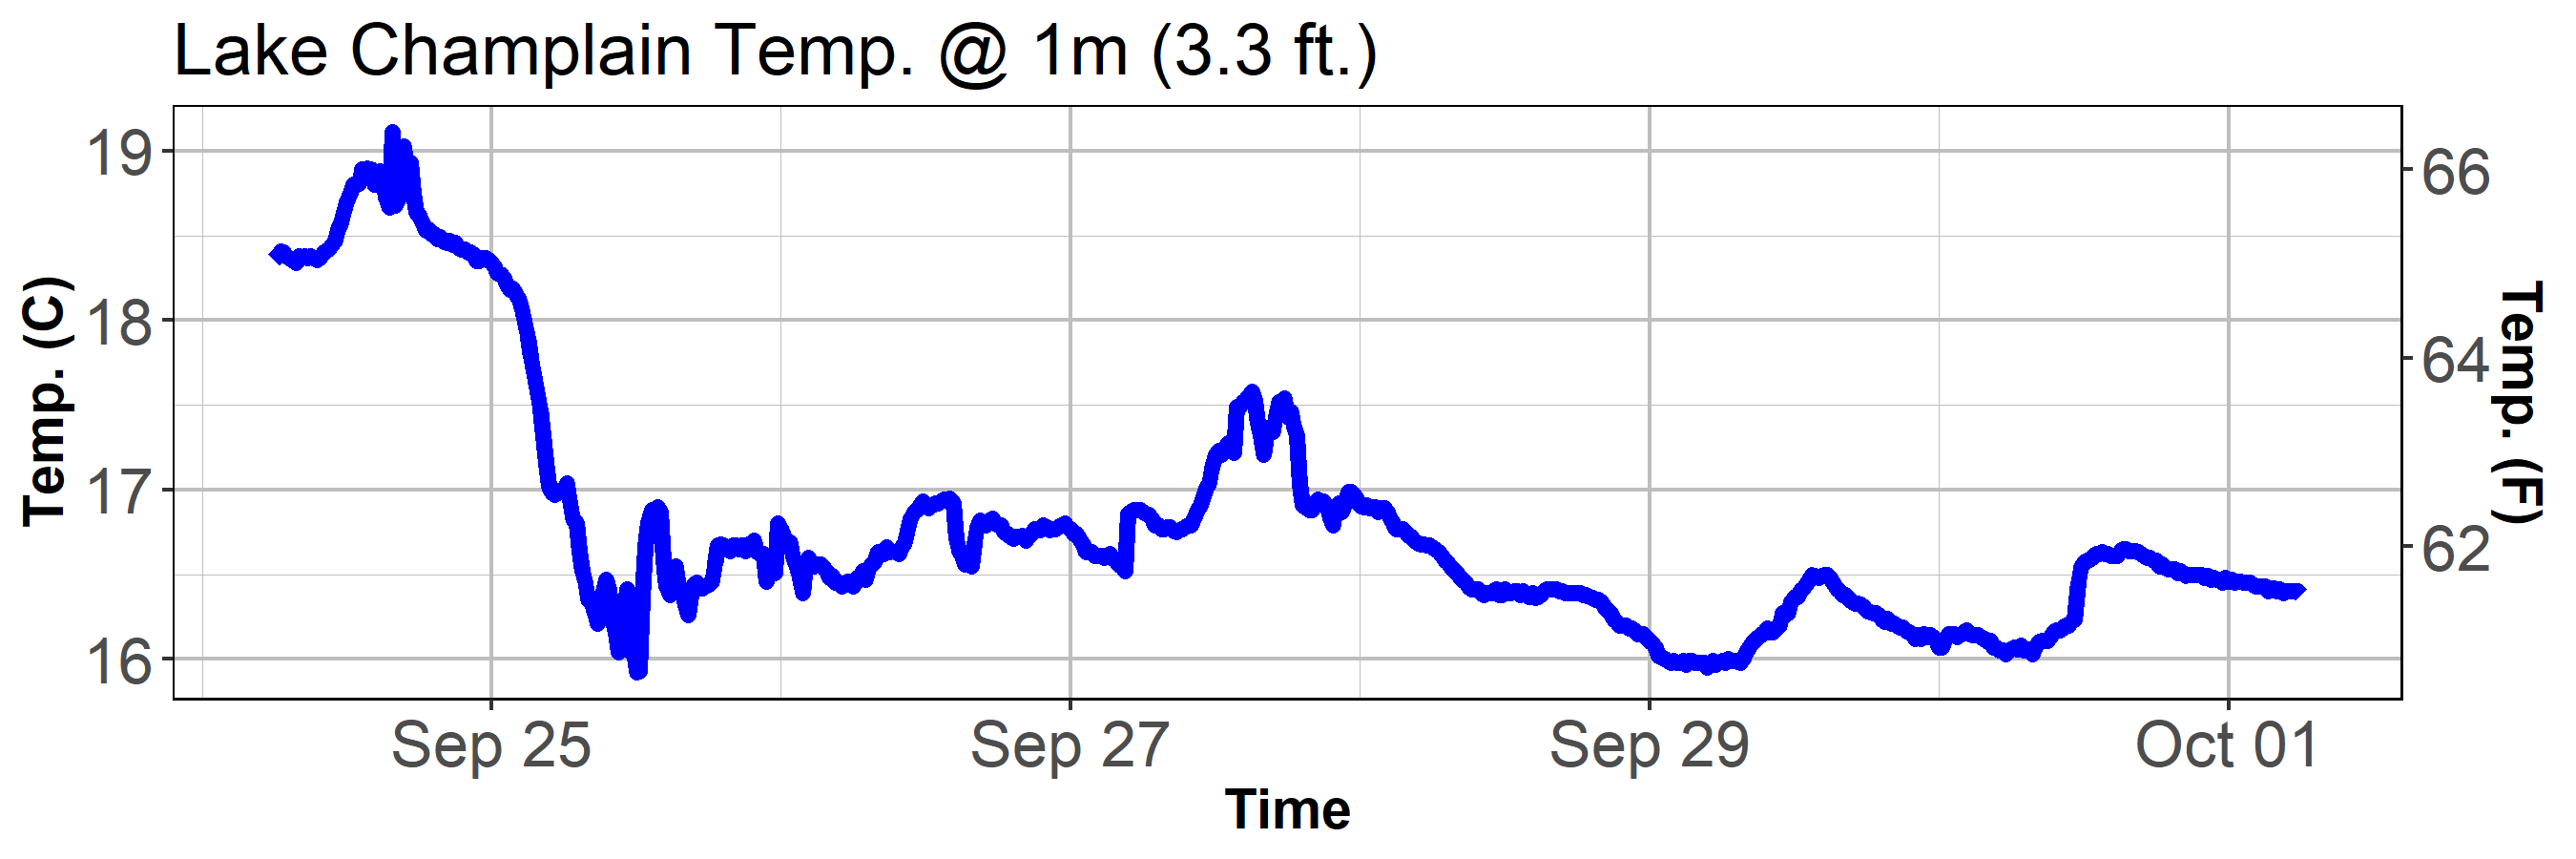 Lake Champlain Temp. @ 1m (3.3 ft.)
Temp. (C)
19
18
17
16
66
64
62
Temp. (F)
Sep 25 Sep 27 Sep 29 Oct 01
Time